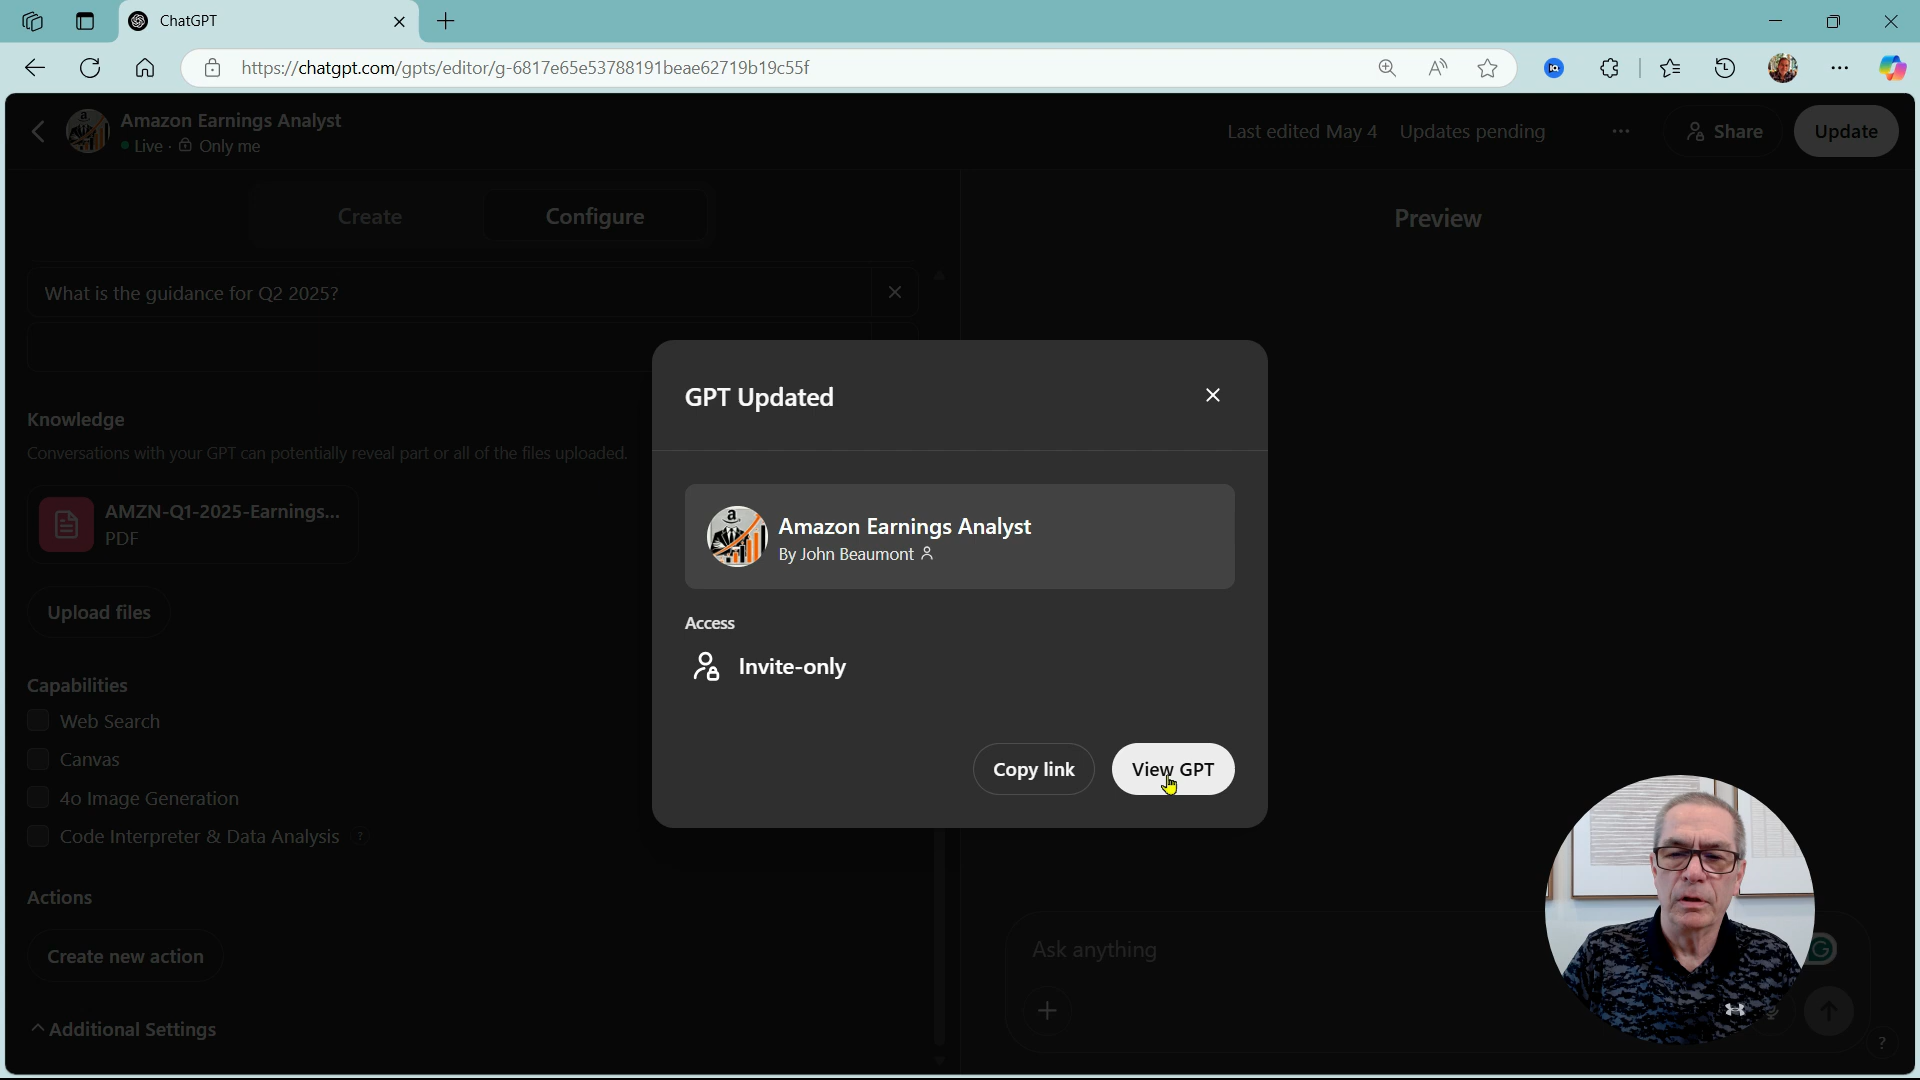 ChatGPT
https://chatgpt.com/gpts/editor/g-6817e65e53788191beae62719b19c55f
Amazon Earnings Analyst
Live · Only me
Last edited May 4
Updates pending
Share
Update
Create
Configure
Preview
What is the guidance for Q2 2025?
Knowledge
Conversations with your GPT can potentially reveal part or all of the files uploaded.
AMZN-Q1-2025-Earnings...
PDF
Upload files
Capabilities
Web Search
Canvas
4o Image Generation
Code Interpreter & Data Analysis ?
Actions
Create new action
Additional Settings
GPT Updated
a
Amazon Earnings Analyst
By John Beaumont
Access
Invite-only
Copy link
View GPT
Ask anything
?